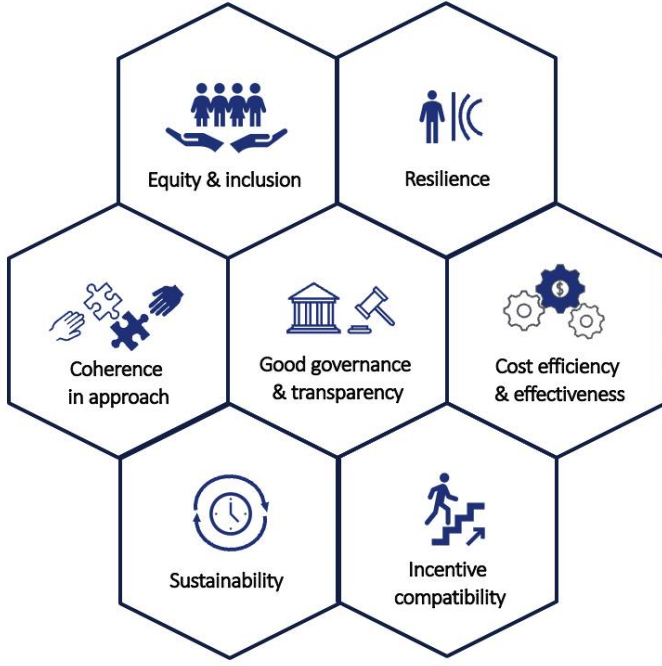 Equity & inclusion
Resilience
Coherence
in approach
Good governance
& transparency
$
Cost efficiency
& effectiveness
Sustainability
Incentive
compatibility